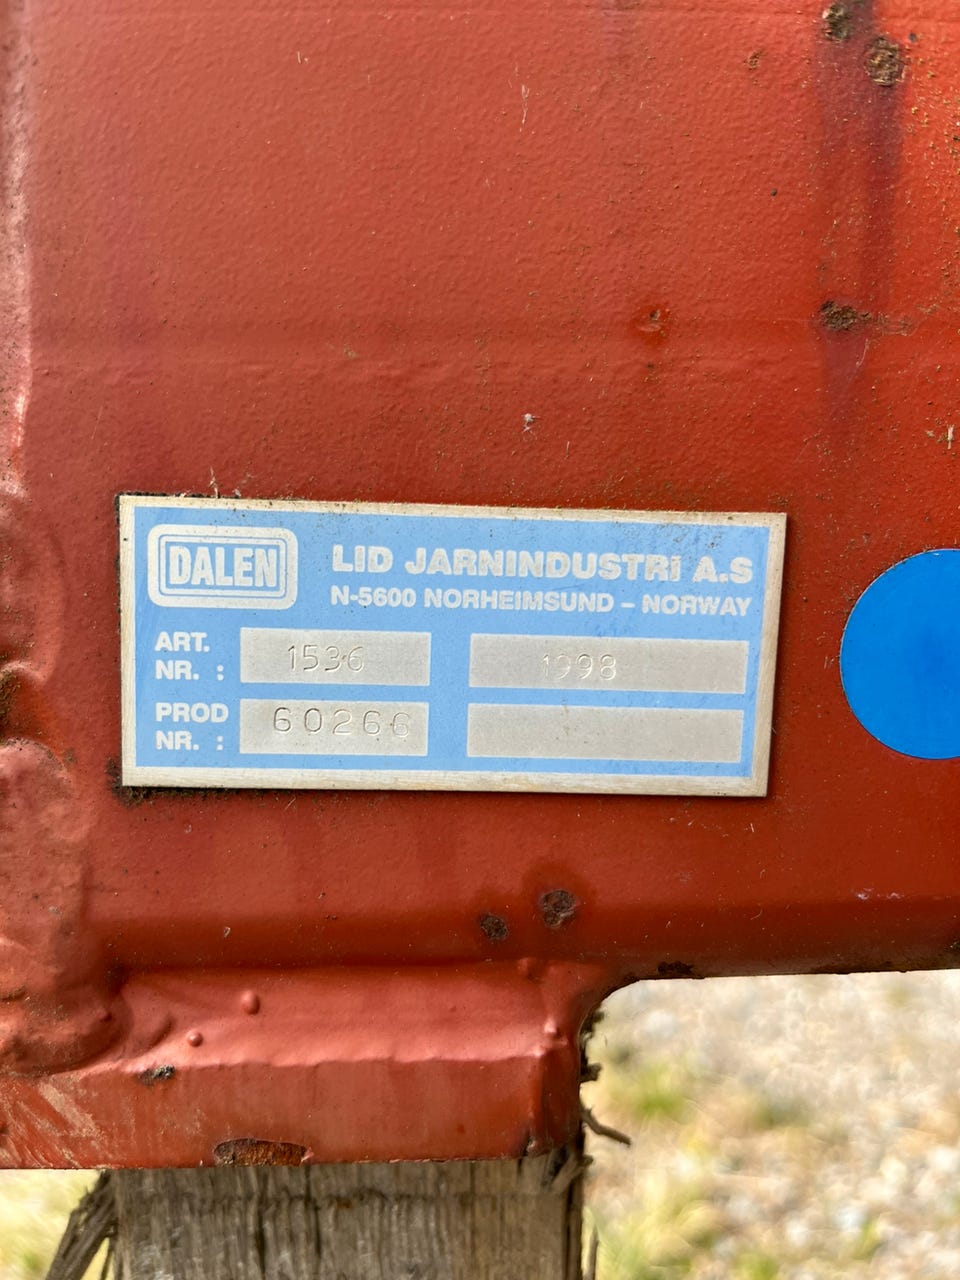 DALEN
LID JARNINDUSTRI A.S
N-5600 NORHEIMSUND - NORWAY
ART.
NR. : 1536 1998
PROD
NR. : 60266